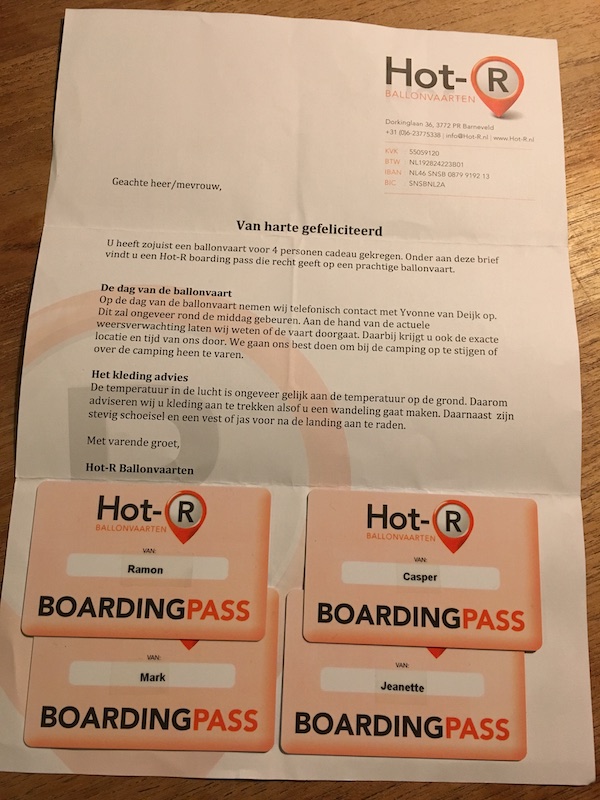 Hot-R
BALLONVAARTEN
Dorkinglaan 36, 3772 PR Barneveld
+31 (0)6-23775338 | info@Hot-R.nl | www.Hot-R.nl
KVK 55059120
BTW NL192824223B01
IBAN NL46 SNSB 0879 9192 13
BIC SNSBNL2A
Geachte heer/mevrouw,
Van harte gefeliciteerd
U heeft zojuist een ballonvaart voor 4 personen cadeau gekregen. Onder aan deze brief
vindt u een Hot-R boarding pass die recht geeft op een prachtige ballonvaart.
De dag van de ballonvaart
Op de dag van de ballonvaart nemen wij telefonisch contact met Yvonne van Deijk op.
Dit zal ongeveer rond de middag gebeuren. Aan de hand van de actuele
weersverwachting laten wij weten of de vaart doorgaat. Daarbij krijgt u ook de exacte
locatie en tijd van ons door. We gaan ons best doen om bij de camping op te stijgen of
over de camping heen te varen.
Het kleding advies
De temperatuur in de lucht is ongeveer gelijk aan de temperatuur op de grond. Daarom
adviseren wij u kleding aan te trekken alsof u een wandeling gaat maken. Daarnaast zijn
stevig schoeisel en een vest of jas voor na de landing aan te raden.
Met varende groet,
Hot-R Ballonvaarten
Hot-R
BALLONVAARTEN
VAN:
Ramon
BOARDINGPASS
Hot-R
BALLONVAARTEN
VAN:
Casper
BOARDINGPASS
VAN:
Mark
BOARDINGPASS
VAN:
Jeanette
BOARDINGPASS